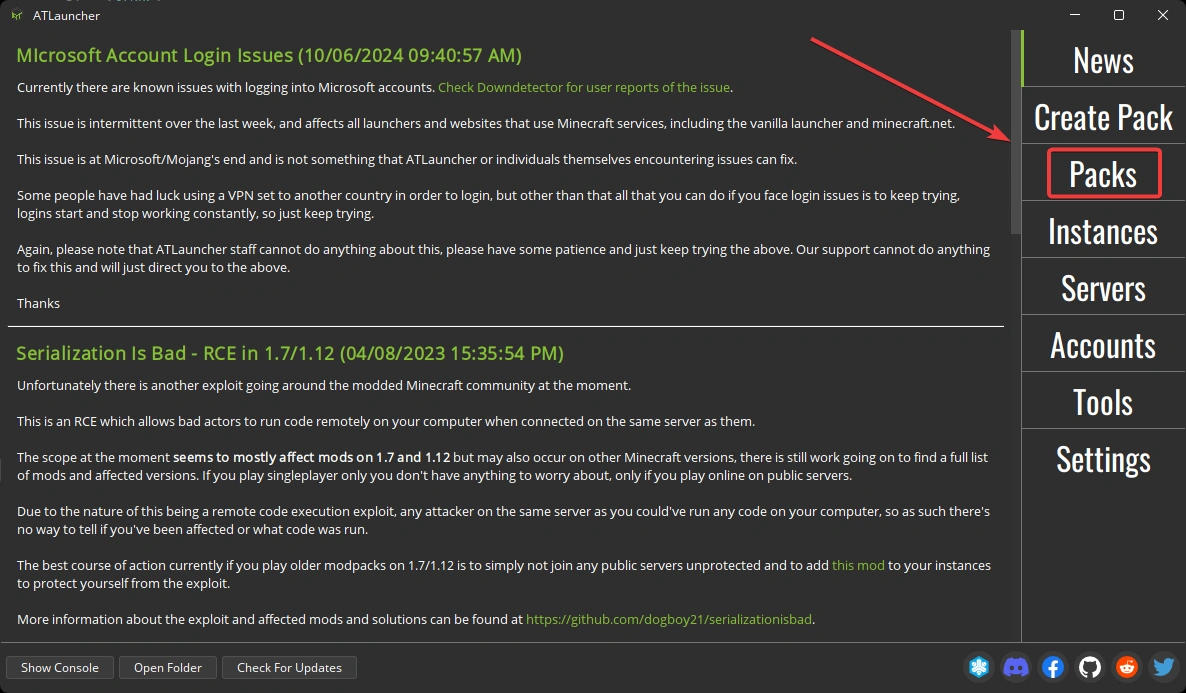 ATLauncher
MIcrosoft Account Login Issues (10/06/2024 09:40:57 AM)
Currently there are known issues with logging into Microsoft accounts. Check Downdetector for user reports of the issue.
This issue is intermittent over the last week, and affects all launchers and websites that use Minecraft services, including the vanilla launcher and minecraft.net.
This issue is at Microsoft/Mojang's end and is not something that ATLauncher or individuals themselves encountering issues can fix.
Some people have had luck using a VPN set to another country in order to login, but other than that all that you can do if you face login issues is to keep trying,
logins start and stop working constantly, so just keep trying.
Again, please note that ATLauncher staff cannot do anything about this, please have some patience and just keep trying the above. Our support cannot do anything
to fix this and will just direct you to the above.
Thanks
Serialization Is Bad - RCE in 1.7/1.12 (04/08/2023 15:35:54 PM)
Unfortunately there is another exploit going around the modded Minecraft community at the moment.
This is an RCE which allows bad actors to run code remotely on your computer when connected on the same server as them.
The scope at the moment seems to mostly affect mods on 1.7 and 1.12 but may also occur on other Minecraft versions, there is still work going on to find a full list
of mods and affected versions. If you play singleplayer only you don't have anything to worry about, only if you play online on public servers.
Due to the nature of this being a remote code execution exploit, any attacker on the same server as you could've run any code on your computer, so as such there's
no way to tell if you've been affected or what code was run.
The best course of action currently if you play older modpacks on 1.7/1.12 is to simply not join any public servers unprotected and to add this mod to your instances
to protect yourself from the exploit.
More information about the exploit and affected mods and solutions can be found at https://github.com/dogboy21/serializationisbad.
News
Create Pack
Packs
Instances
Servers
Accounts
Tools
Settings
Show Console
Open Folder
Check For Updates